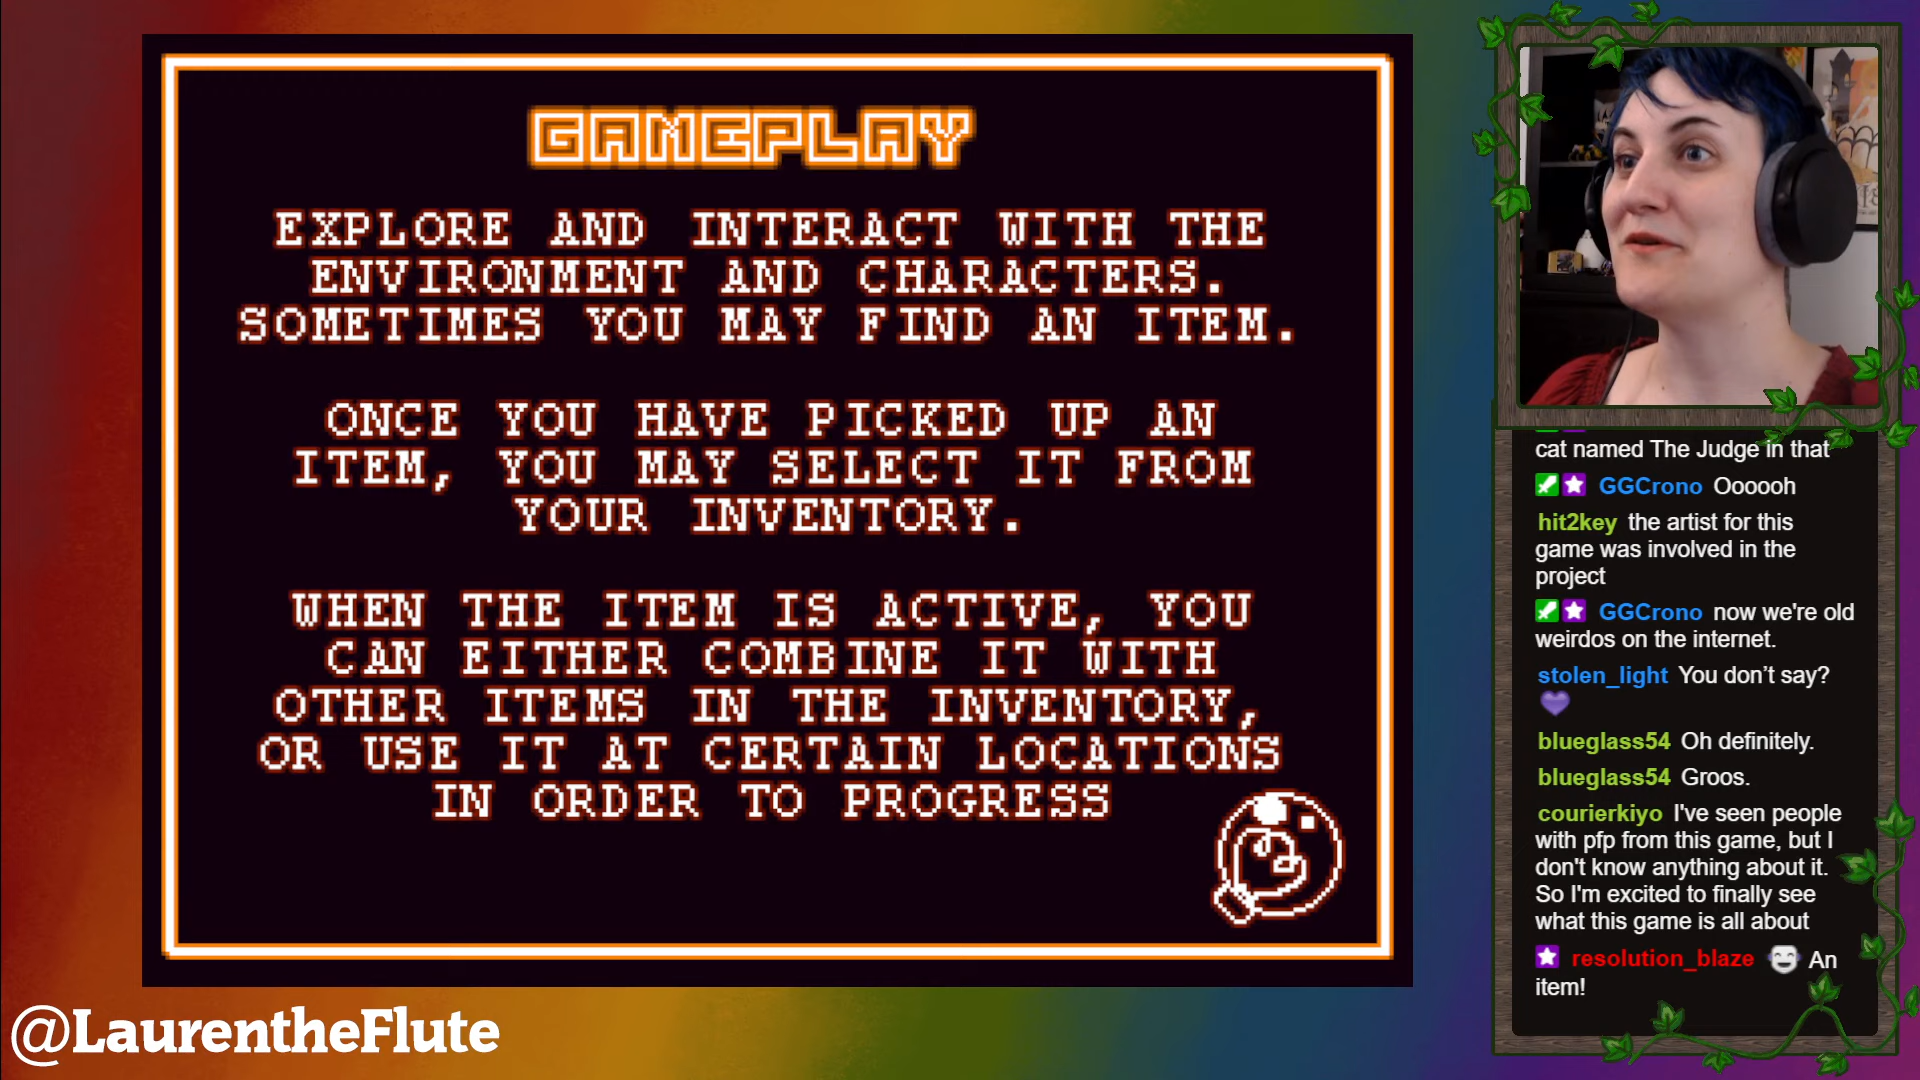 GAMEPLAY
EXPLORE AND INTERACT WITH THE
ENVIRONMENT AND CHARACTERS.
SOMETIMES YOU MAY FIND AN ITEM.
ONCE YOU HAVE PICKED UP AN
ITEM, YOU MAY SELECT IT FROM
YOUR INVENTORY.
WHEN THE ITEM IS ACTIVE, YOU
CAN EITHER COMBINE IT WITH
OTHER ITEMS IN THE INVENTORY,
OR USE IT AT CERTAIN LOCATIONS
IN ORDER TO PROGRESS
@LaurentheFlute
cat named The Judge in that
GGCrono Oooooh
hit2key the artist for this
game was involved in the
project
GGCrono now we're old
weirdos on the internet.
stolen_light You don’t say?
blueglass54 Oh definitely.
blueglass54 Groos.
courierkiyo I've seen people
with pfp from this game, but I
don't know anything about it.
So I'm excited to finally see
what this game is all about
resolution_blaze An
item!